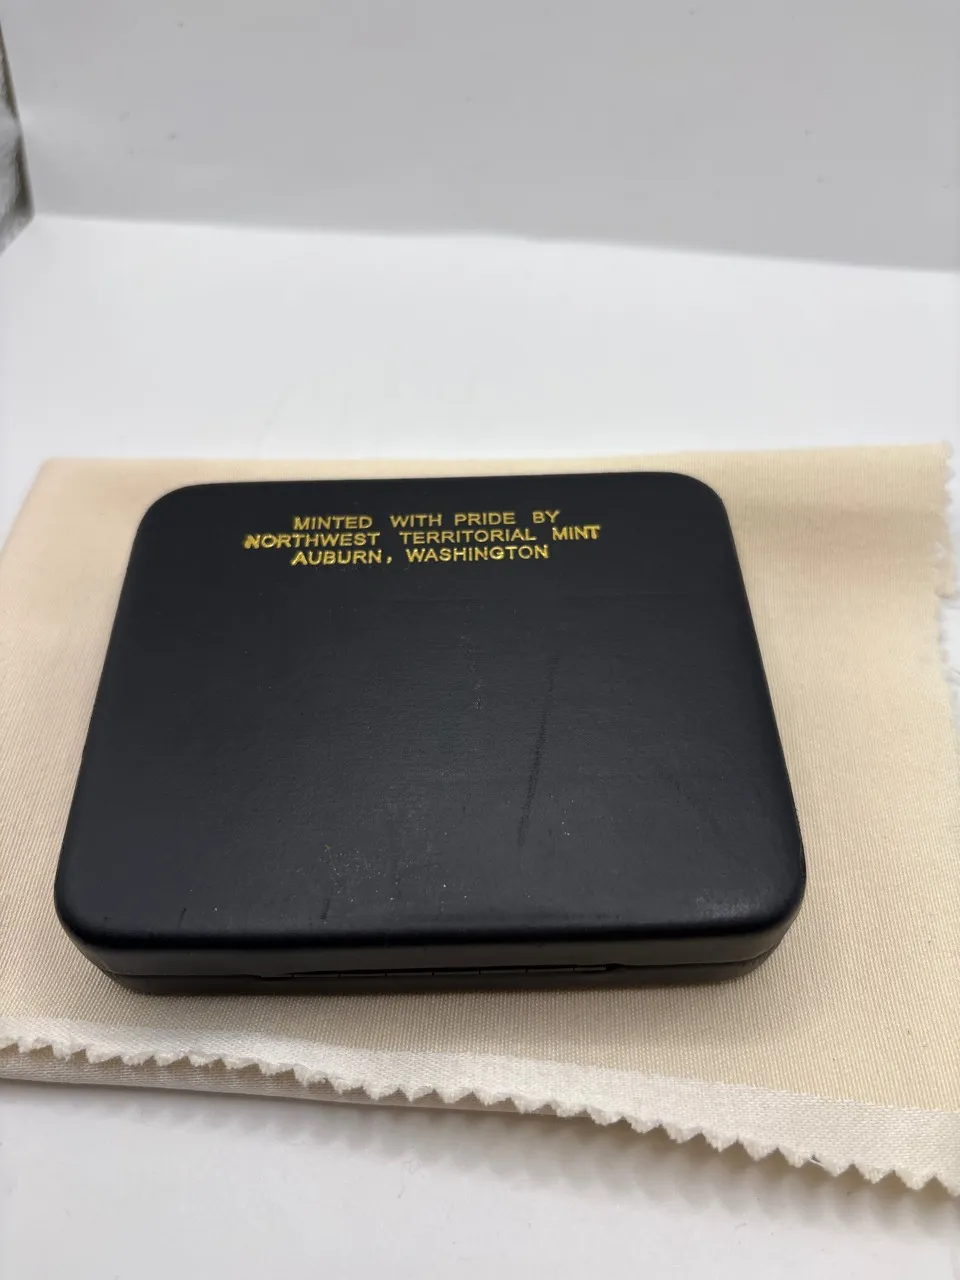 MINTED WITH PRIDE BY
NORTHWEST TERRITORIAL MINT
AUBURN, WASHINGTON